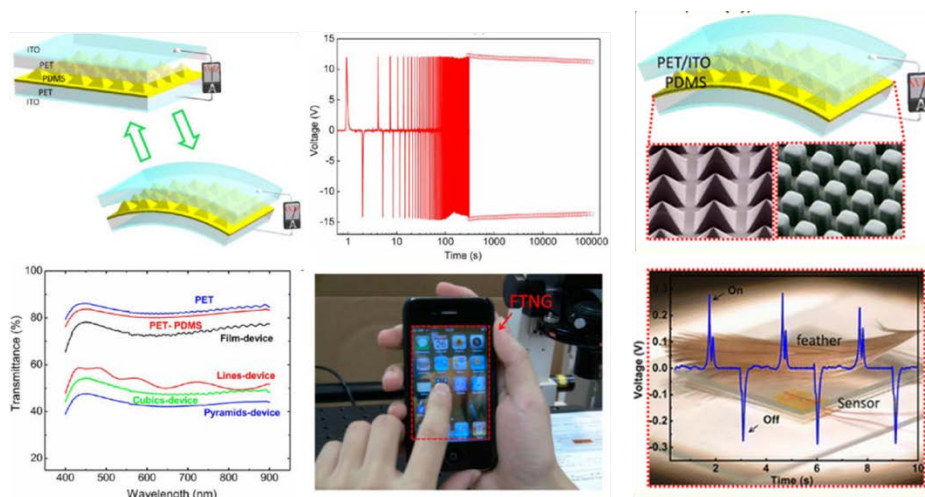 ITO
PET
PDMS
PET
ITO
A
A
15
10
5
0
-5
-10
-15
Voltage (V)
1 10 100 1000 10000 100000
Time (s)
PET/ITO
PDMS
A
100
80
60
40
20
Transmittance (%)
PET
PET- PDMS
Film-device
Lines-device
Cubics-device
Pyramids-device
400 500 600 700 800 900 1000
Wavelength (nm)
FTNG
0.3
0.2
0.1
0.0
-0.1
-0.2
-0.3
Voltage (V)
On
feather
Sensor
Off
2 4 6 8 10
Time (s)